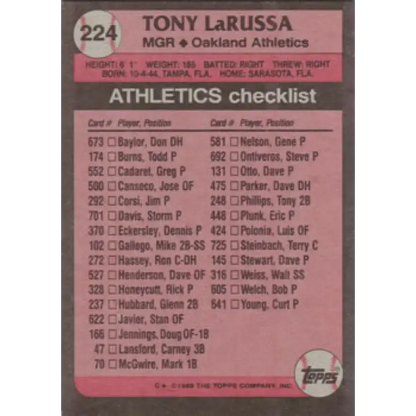 224
TONY LaRUSSA
MGR ◆ Oakland Athletics
HEIGHT: 6' 1" WEIGHT: 185 BATTED: RIGHT THREW: RIGHT
BORN: 10-4-44, TAMPA, FLA. HOME: SARASOTA, FLA.
ATHLETICS checklist
Card # Player, Position
673 ☐ Baylor, Don DH
174 ☐ Burns, Todd P
552 ☐ Cadaret, Greg P
500 ☐ Canseco, Jose OF
292 ☐ Corsi, Jim P
701 ☐ Davis, Storm P
370 ☐ Eckersley, Dennis P
102 ☐ Gallego, Mike 2B-SS
272 ☐ Hassey, Ron C-DH
527 ☐ Henderson, Dave OF
328 ☐ Honeycutt, Rick P
237 ☐ Hubbard, Glenn 2B
622 ☐ Javier, Stan OF
166 ☐ Jennings, Doug OF-1B
47 ☐ Lansford, Carney 3B
70 ☐ McGwire, Mark 1B
Card # Player, Position
581 ☐ Nelson, Gene P
692 ☐ Ontiveros, Steve P
131 ☐ Otto, Dave P
475 ☐ Parker, Dave DH
248 ☐ Phillips, Tony 2B
448 ☐ Plunk, Eric P
424 ☐ Polonia, Luis OF
725 ☐ Steinbach, Terry C
145 ☐ Stewart, Dave P
316 ☐ Weiss, Walt SS
605 ☐ Welch, Bob P
641 ☐ Young, Curt P
© 1989 THE TOPPS COMPANY, INC.
Topps